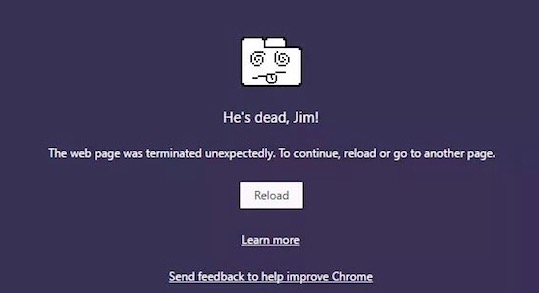 He's dead, Jim!
The web page was terminated unexpectedly. To continue, reload or go to another page.
Reload
Learn more
Send feedback to help improve Chrome